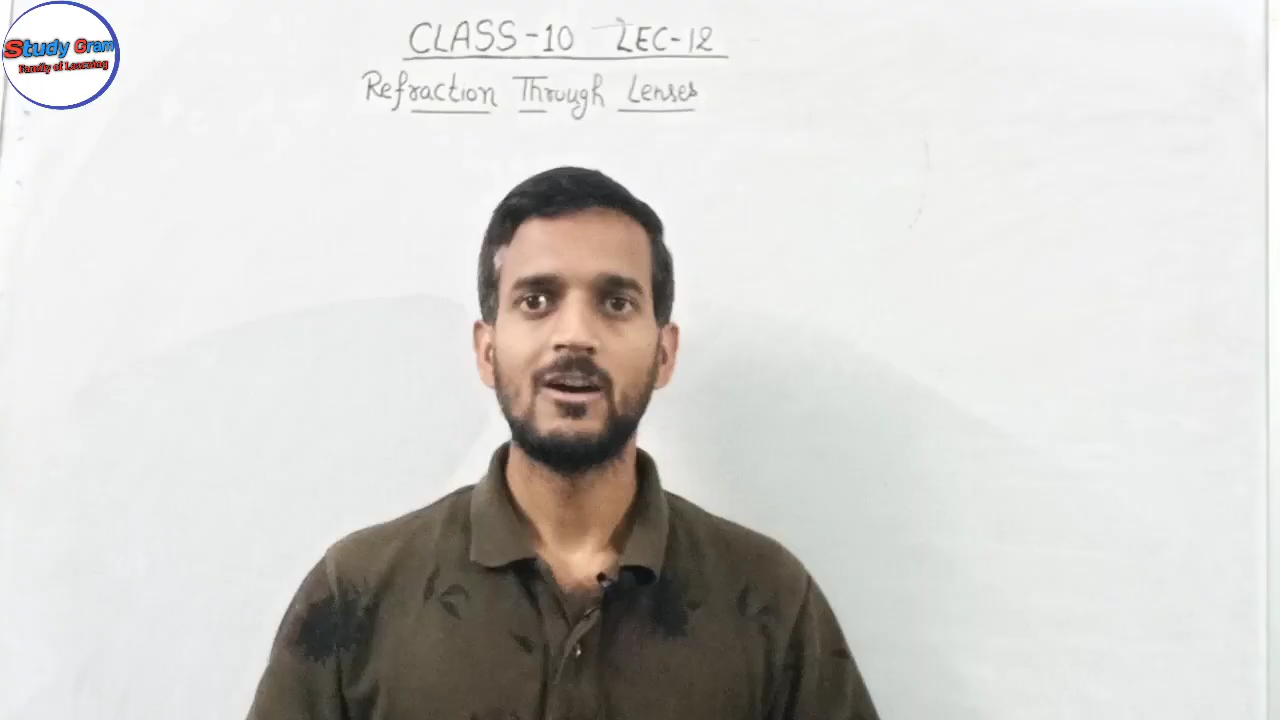 Study Gram
Family of Learning
CLASS-10 LEC-12
Refraction Through Lenses